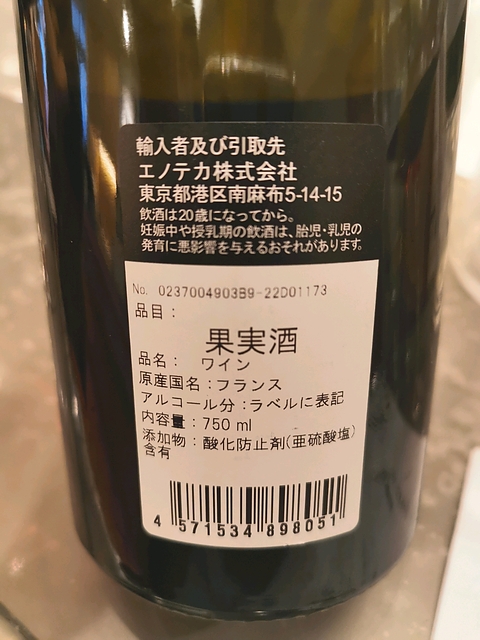 輸入者及び引取先
エノテカ株式会社
東京都港区南麻布5-14-15
飲酒は20歳になってから。
妊娠中や授乳期の飲酒は、胎児・乳児の
発育に悪影響を与えるおそれがあります。
No. 0237004903B9-22D01173
品目：
果実酒
品名： ワイン
原産国名：フランス
アルコール分：ラベルに表記
内容量：750 ml
添加物：酸化防止剤(亜硫酸塩)
含有
4 571534 898051